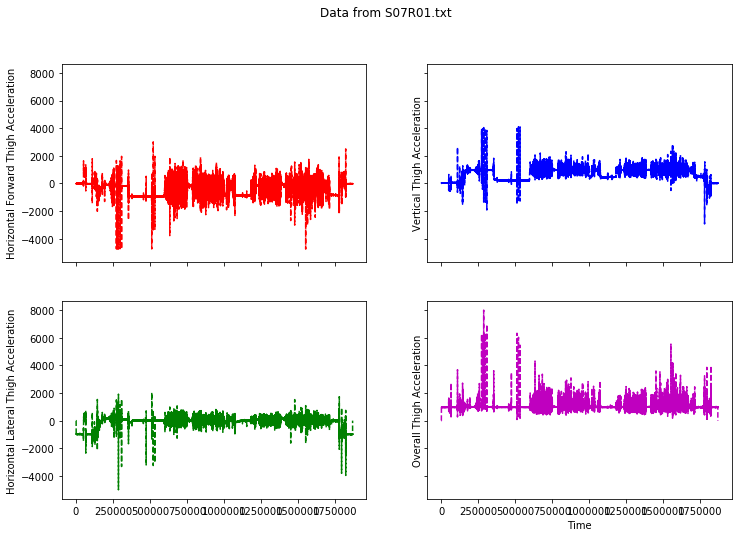 Data from S07R01.txt
Horizontal Forward Thigh Acceleration
8000
6000
4000
2000
0
−2000
−4000
Vertical Thigh Acceleration
Horizontal Lateral Thigh Acceleration
8000
6000
4000
2000
0
−2000
−4000
0 250000 500000 750000 1000000 1250000 1500000 1750000
Overall Thigh Acceleration
0 250000 500000 750000 1000000 1250000 1500000 1750000
Time